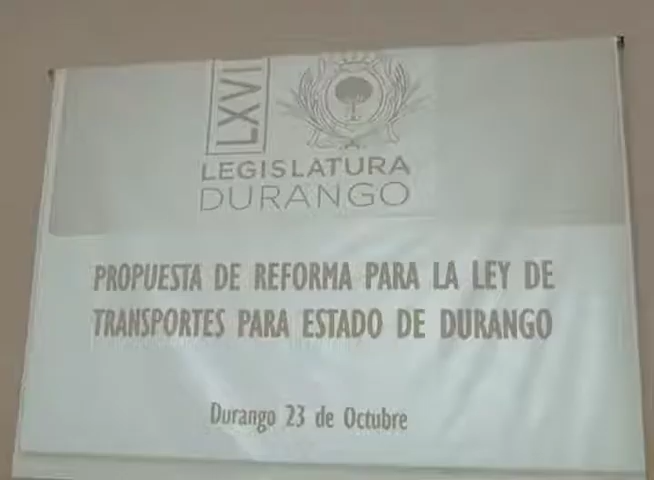 LXVI
LEGISLATURA
DURANGO
PROPUESTA DE REFORMA PARA LA LEY DE
TRANSPORTES PARA ESTADO DE DURANGO
Durango 23 de Octubre